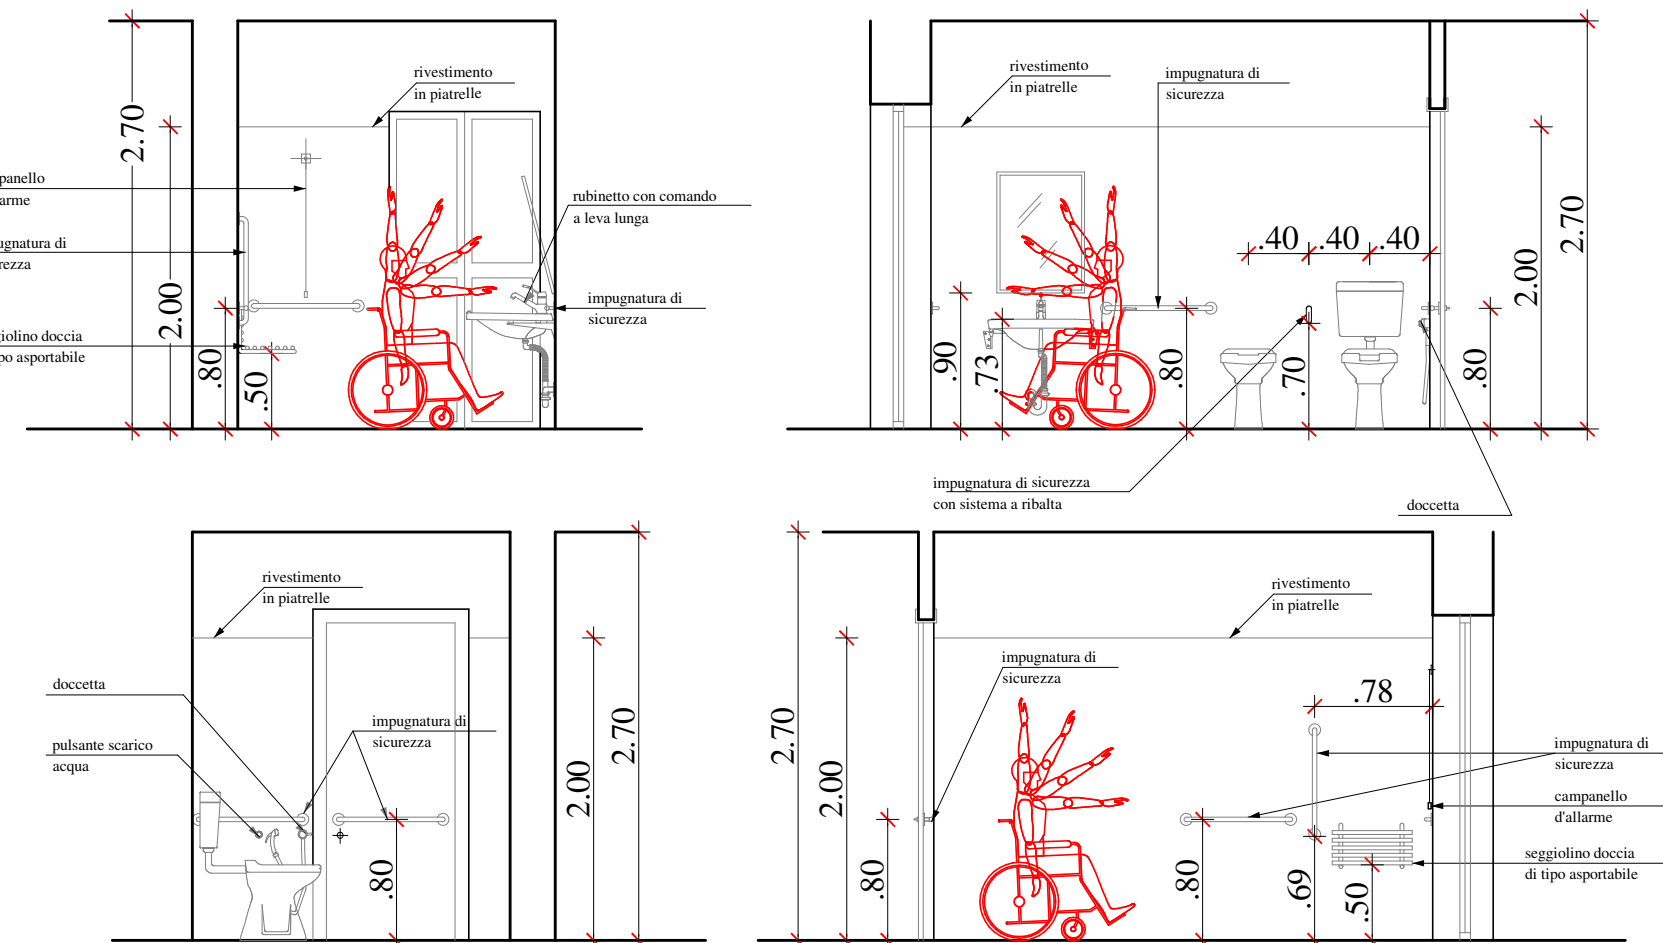 rivestimento
in piatrelle
2.70
panello
arme
ugnatura di
rezza
2.00
giolino doccia
po asportabile
.80
.50
rubinetto con comando
a leva lunga
impugnatura di
sicurezza
rivestimento
in piatrelle
impugnatura di
sicurezza
.40
.40
.40
2.70
2.00
.90
.73
.80
.70
.80
impugnatura di sicurezza
con sistema a ribalta
doccetta
rivestimento
in piatrelle
doccetta
impugnatura di
sicurezza
pulsante scarico
acqua
2.00
2.70
.80
rivestimento
in piatrelle
impugnatura di
sicurezza
.78
2.70
2.00
impugnatura di
sicurezza
campanello
d'allarme
seggiolino doccia
di tipo asportabile
.80
.80
.69
.50